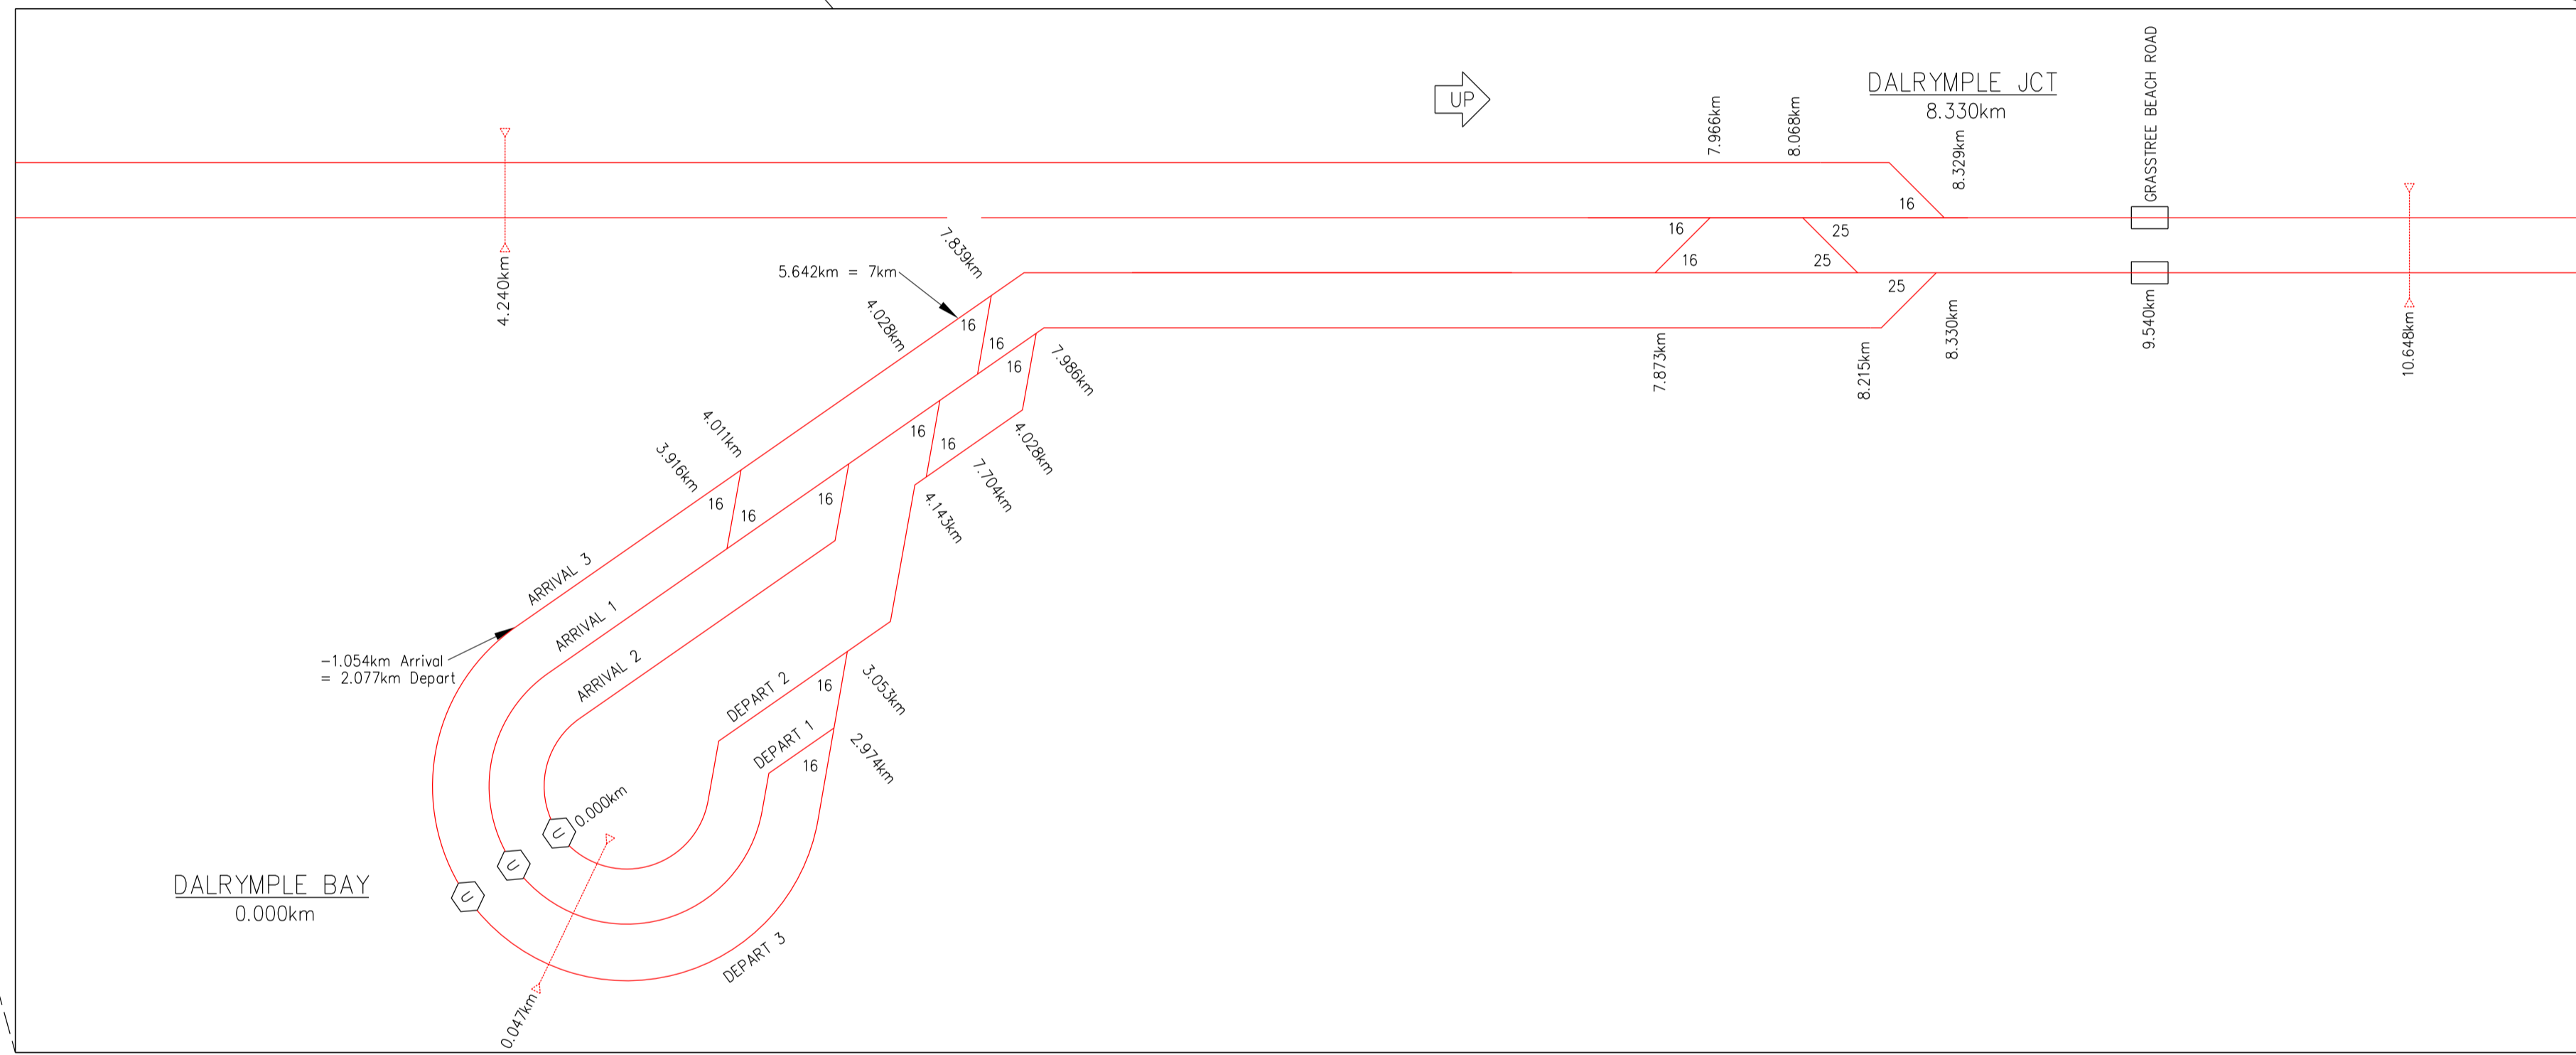 GRASSTREE BEACH ROAD
DALRYMPLE JCT
8.330km
UP
7.966km
8.068km
8.329km
16
16
25
7.839km
5.642km = 7km
16
25
4.240km
25
4.028km
16
16
16
7.986km
7.873km
8.215km
8.330km
9.540km
10.648km
4.011km
3.916km
16
16
4.028km
7.704km
16
16
16
4.143km
ARRIVAL 3
ARRIVAL 1
ARRIVAL 2
-1.054km Arrival
= 2.077km Depart
DEPART 2
16
3.053km
DEPART 1
16
2.974km
0.000km
U
U
U
DALRYMPLE BAY
0.000km
DEPART 3
0.047km